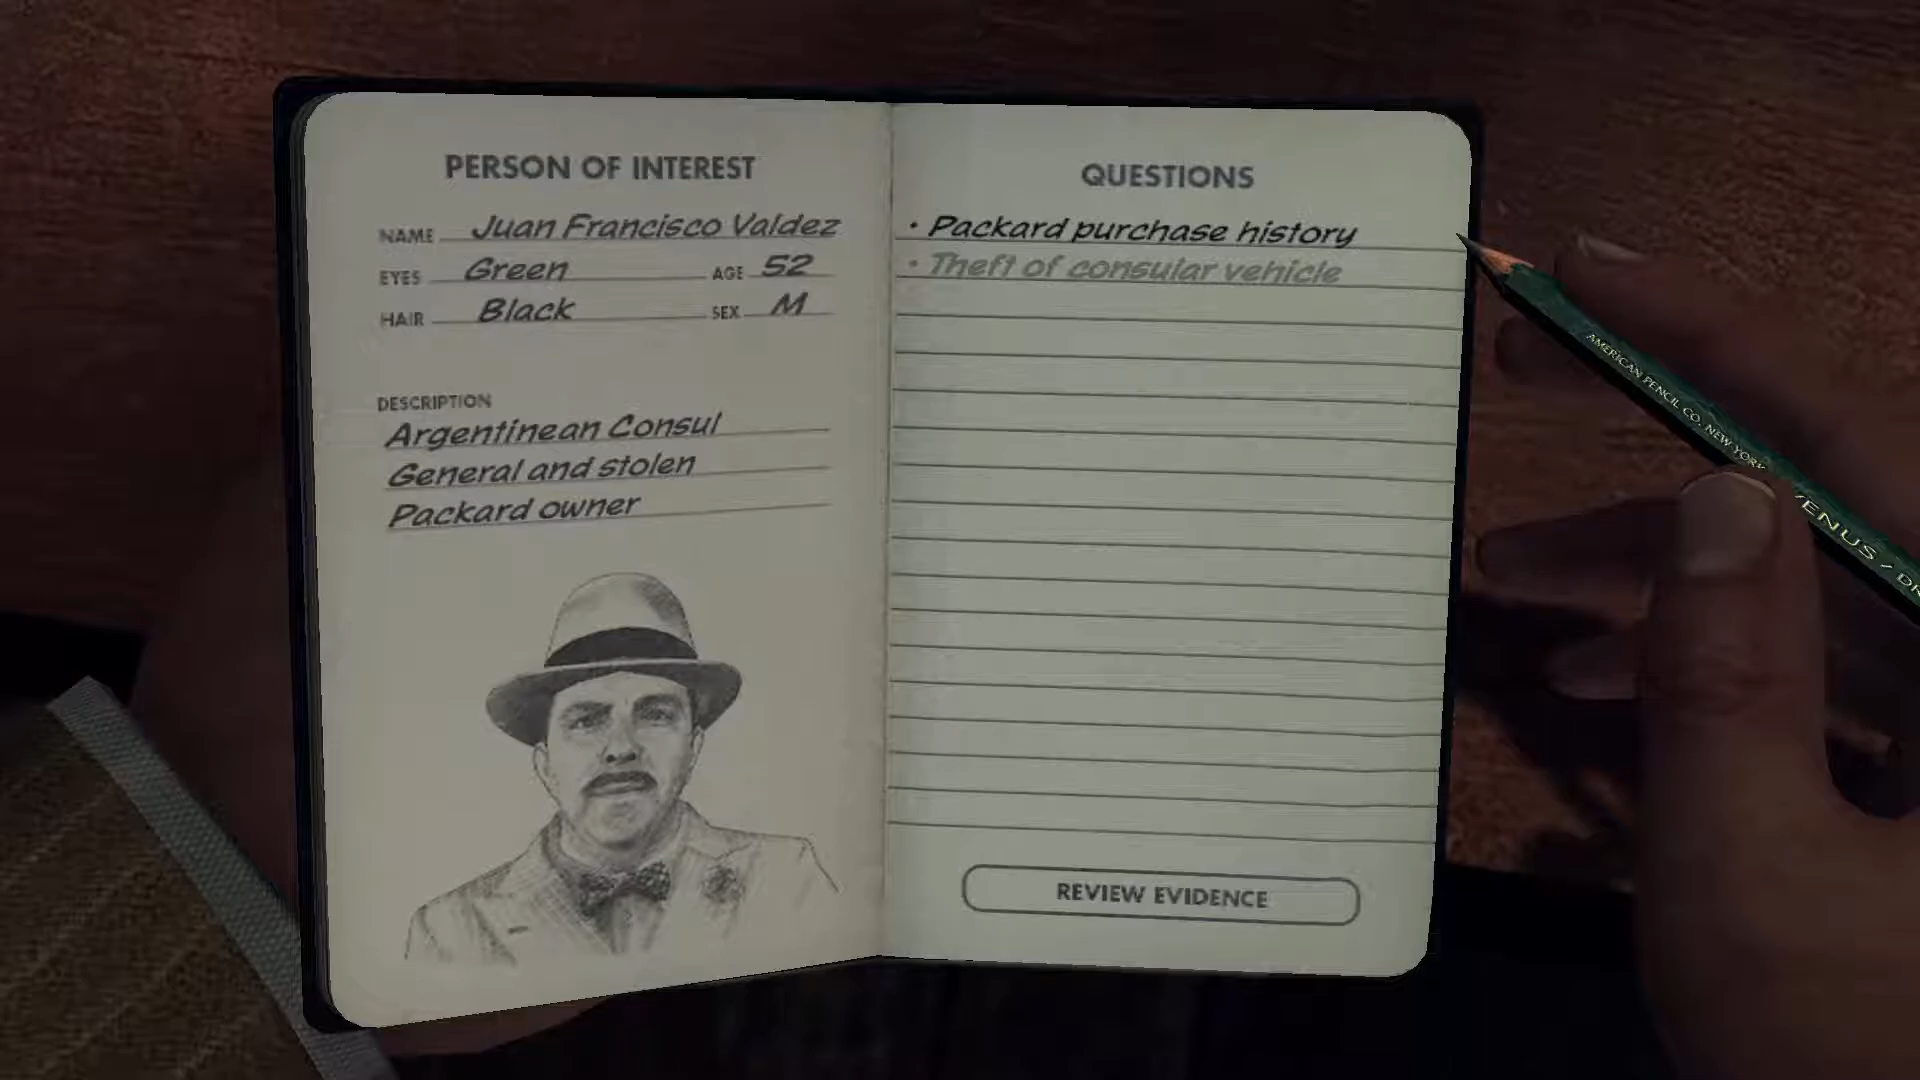 PERSON OF INTEREST
NAME Juan Francisco Valdez
EYES Green AGE 52
HAIR Black SEX M
DESCRIPTION
Argentinean Consul
General and stolen
Packard owner
QUESTIONS
• Packard purchase history
• Theft of consular vehicle
REVIEW EVIDENCE
AMERICAN PENCIL CO. NEW YORK
VENUS / DR